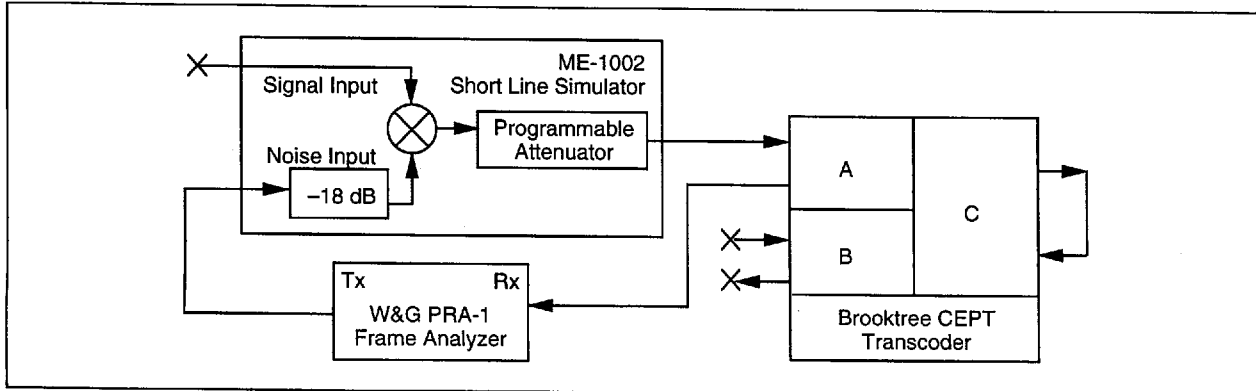 ME-1002
Short Line Simulator
Signal Input
Programmable
Attenuator
Noise Input
–18 dB
A
B
C
Tx
Rx
W&G PRA-1
Frame Analyzer
Brooktree CEPT
Transcoder